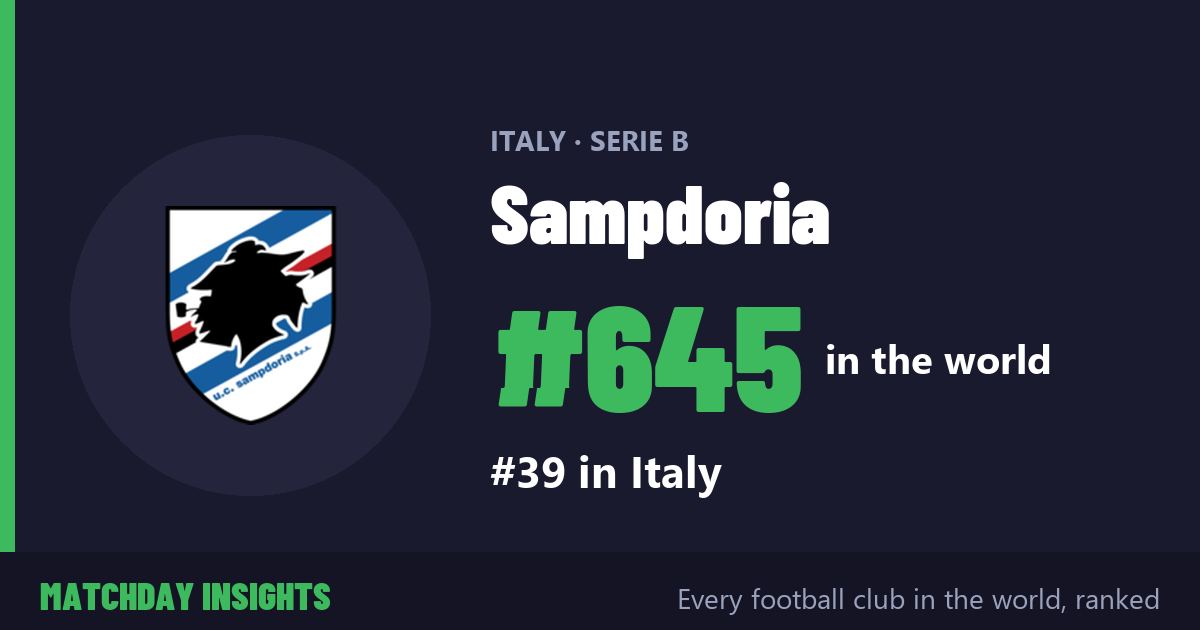 ITALY · SERIE B
Sampdoria
#645 in the world
#39 in Italy
u.c. sampdoria s.p.a.
MATCHDAY INSIGHTS
Every football club in the world, ranked